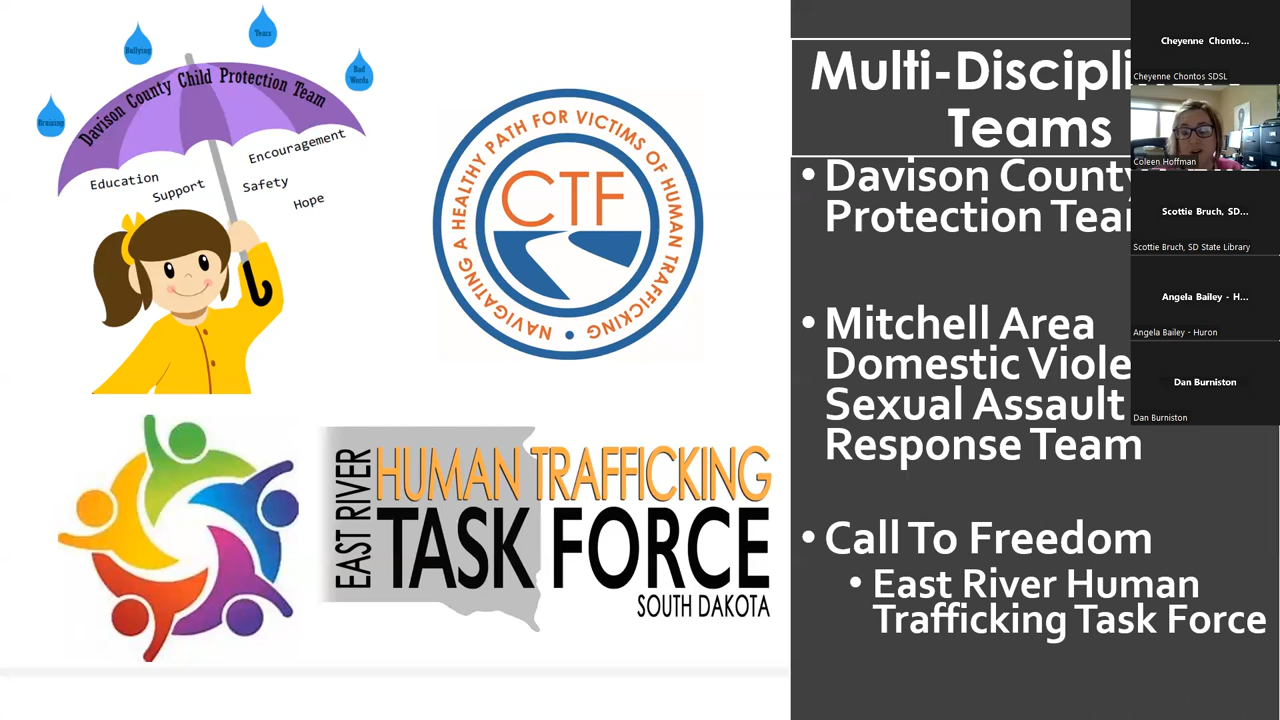 Bullying
Tears
Bad
Words
Bruising
Davison County Child Protection Team
Encouragement
Education
Support
Safety
Hope
NAVIGATING A HEALTHY PATH FOR VICTIMS OF HUMAN TRAFFICKING
CTF
EAST RIVER
HUMAN TRAFFICKING
TASK FORCE
SOUTH DAKOTA
Multi-Discipli
Teams
• Davison County
Protection Tea
• Mitchell Area
Domestic Viole
Sexual Assault
Response Team
• Call To Freedom
• East River Human
Trafficking Task Force
Cheyenne Chonto...
Cheyenne Chontos SDSL
Coleen Hoffman
Scottie Bruch, SD...
Scottie Bruch, SD State Library
Angela Bailey - H...
Angela Bailey - Huron
Dan Burniston
Dan Burniston